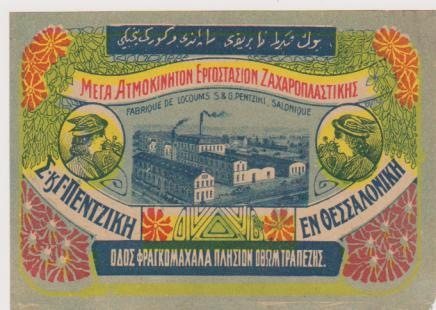 ΜΕΓΑ ΑΤΜΟΚΙΝΗΤΟΝ ΕΡΓΟΣΤΑΣΙΟΝ ΖΑΧΑΡΟΠΛΑΣΤΙΚΗΣ
FABRIQUE DE LOCOUMS S. & G. PENTZIKI, SALONIQUE
Σ. & Γ. ΠΕΝΤΖΙΚΗ
ΕΝ ΘΕΣΣΑΛΟΝΙΚΗ
ΟΔΟΣ ΦΡΑΓΚΟΜΑΧΑΛΑ ΠΛΗΣΙΟΝ ΟΘΩΜ ΤΡΑΠΕΖΗΣ.